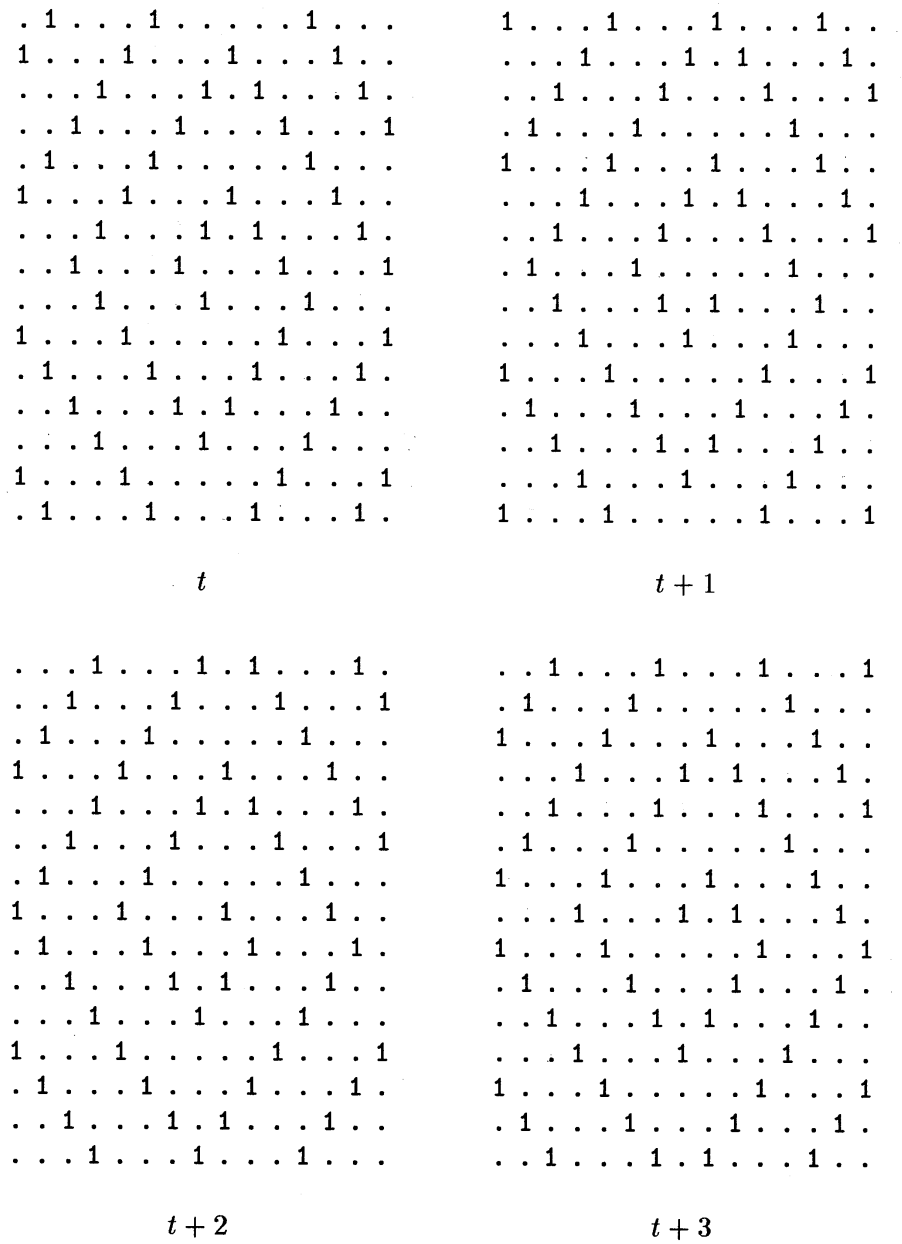 . 1 . . . 1 . . . . . 1 . . .
1 . . . 1 . . . 1 . . . 1 . .
. . . 1 . . . 1 . 1 . . . 1 .
. . 1 . . . 1 . . . 1 . . . 1
. 1 . . . 1 . . . . . 1 . . .
1 . . . 1 . . . 1 . . . 1 . .
. . . 1 . . . 1 . 1 . . . 1 .
. . 1 . . . 1 . . . 1 . . . 1
. . . 1 . . . 1 . . . 1 . . .
1 . . . 1 . . . . . 1 . . . 1
. 1 . . . 1 . . . 1 . . . 1 .
. . 1 . . . 1 . 1 . . . 1 . .
. . . 1 . . . 1 . . . 1 . . .
1 . . . 1 . . . . . 1 . . . 1
. 1 . . . 1 . . . 1 . . . 1 .
t
1 . . . 1 . . . 1 . . . 1 . .
. . . 1 . . . 1 . 1 . . . 1 .
. . 1 . . . 1 . . . 1 . . . 1
. 1 . . . 1 . . . . . 1 . . .
1 . . . 1 . . . 1 . . . 1 . .
. . . 1 . . . 1 . 1 . . . 1 .
. . 1 . . . 1 . . . 1 . . . 1
. 1 . . . 1 . . . . . 1 . . .
. . 1 . . . 1 . 1 . . . 1 . .
. . . 1 . . . 1 . . . 1 . . .
1 . . . 1 . . . . . 1 . . . 1
. 1 . . . 1 . . . 1 . . . 1 .
. . 1 . . . 1 . 1 . . . 1 . .
. . . 1 . . . 1 . . . 1 . . .
1 . . . 1 . . . . . 1 . . . 1
t + 1
. . . 1 . . . 1 . 1 . . . 1 .
. . 1 . . . 1 . . . 1 . . . 1
. 1 . . . 1 . . . . . 1 . . .
1 . . . 1 . . . 1 . . . 1 . .
. . . 1 . . . 1 . 1 . . . 1 .
. . 1 . . . 1 . . . 1 . . . 1
. 1 . . . 1 . . . . . 1 . . .
1 . . . 1 . . . 1 . . . 1 . .
. 1 . . . 1 . . . 1 . . . 1 .
. . 1 . . . 1 . 1 . . . 1 . .
. . . 1 . . . 1 . . . 1 . . .
1 . . . 1 . . . . . 1 . . . 1
. 1 . . . 1 . . . 1 . . . 1 .
. . 1 . . . 1 . 1 . . . 1 . .
. . . 1 . . . 1 . . . 1 . . .
t + 2
. . 1 . . . 1 . . . 1 . . . 1
. 1 . . . 1 . . . . . 1 . . .
1 . . . 1 . . . 1 . . . 1 . .
. . . 1 . . . 1 . 1 . . . 1 .
. . 1 . . . 1 . . . 1 . . . 1
. 1 . . . 1 . . . . . 1 . . .
1 . . . 1 . . . 1 . . . 1 . .
. . . 1 . . . 1 . 1 . . . 1 .
1 . . . 1 . . . . . 1 . . . 1
. 1 . . . 1 . . . 1 . . . 1 .
. . 1 . . . 1 . 1 . . . 1 . .
. . . 1 . . . 1 . . . 1 . . .
1 . . . 1 . . . . . 1 . . . 1
. 1 . . . 1 . . . 1 . . . 1 .
. . 1 . . . 1 . 1 . . . 1 . .
t + 3